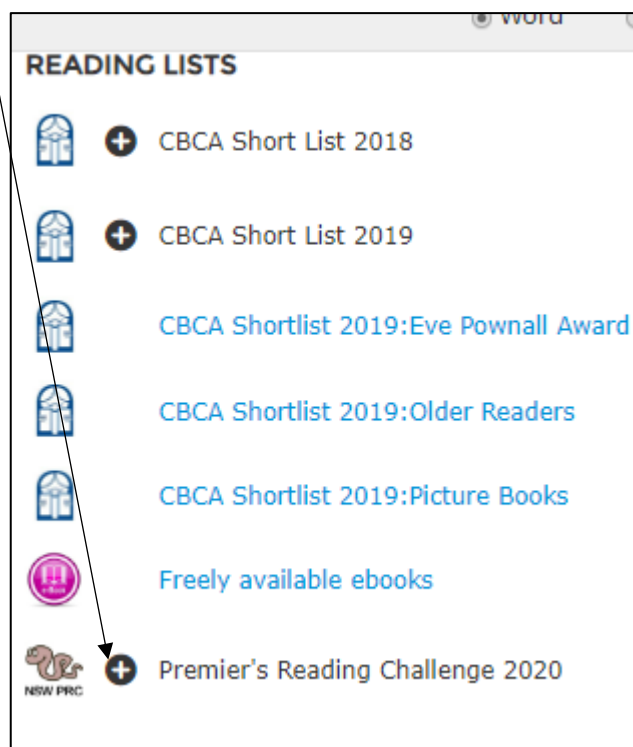 Word
READING LISTS
CBCA Short List 2018
CBCA Short List 2019
CBCA Shortlist 2019:Eve Pownall Award
CBCA Shortlist 2019:Older Readers
CBCA Shortlist 2019:Picture Books
Freely available ebooks
NSW PRC
Premier's Reading Challenge 2020